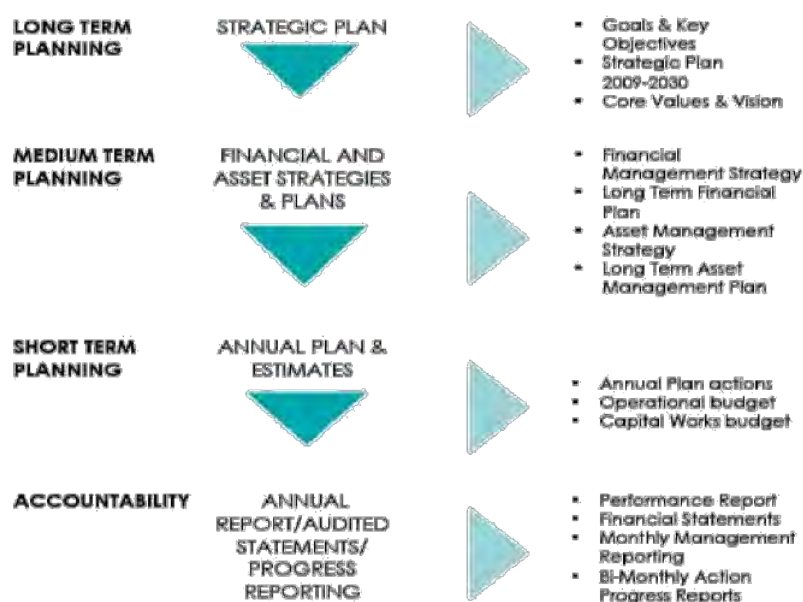 LONG TERM
PLANNING
STRATEGIC PLAN
▪ Goals & Key
Objectives
▪ Strategic Plan
2009-2030
▪ Core Values & Vision
MEDIUM TERM
PLANNING
FINANCIAL AND
ASSET STRATEGIES
& PLANS
▪ Financial
Management Strategy
▪ Long Term Financial
Plan
▪ Asset Management
Strategy
▪ Long Term Asset
Management Plan
SHORT TERM
PLANNING
ANNUAL PLAN &
ESTIMATES
▪ Annual Plan actions
▪ Operational budget
▪ Capital Works budget
ACCOUNTABILITY
ANNUAL
REPORT/AUDITED
STATEMENTS/
PROGRESS
REPORTING
▪ Performance Report
▪ Financial Statements
▪ Monthly Management
Reporting
▪ Bi-Monthly Action
Progress Reports